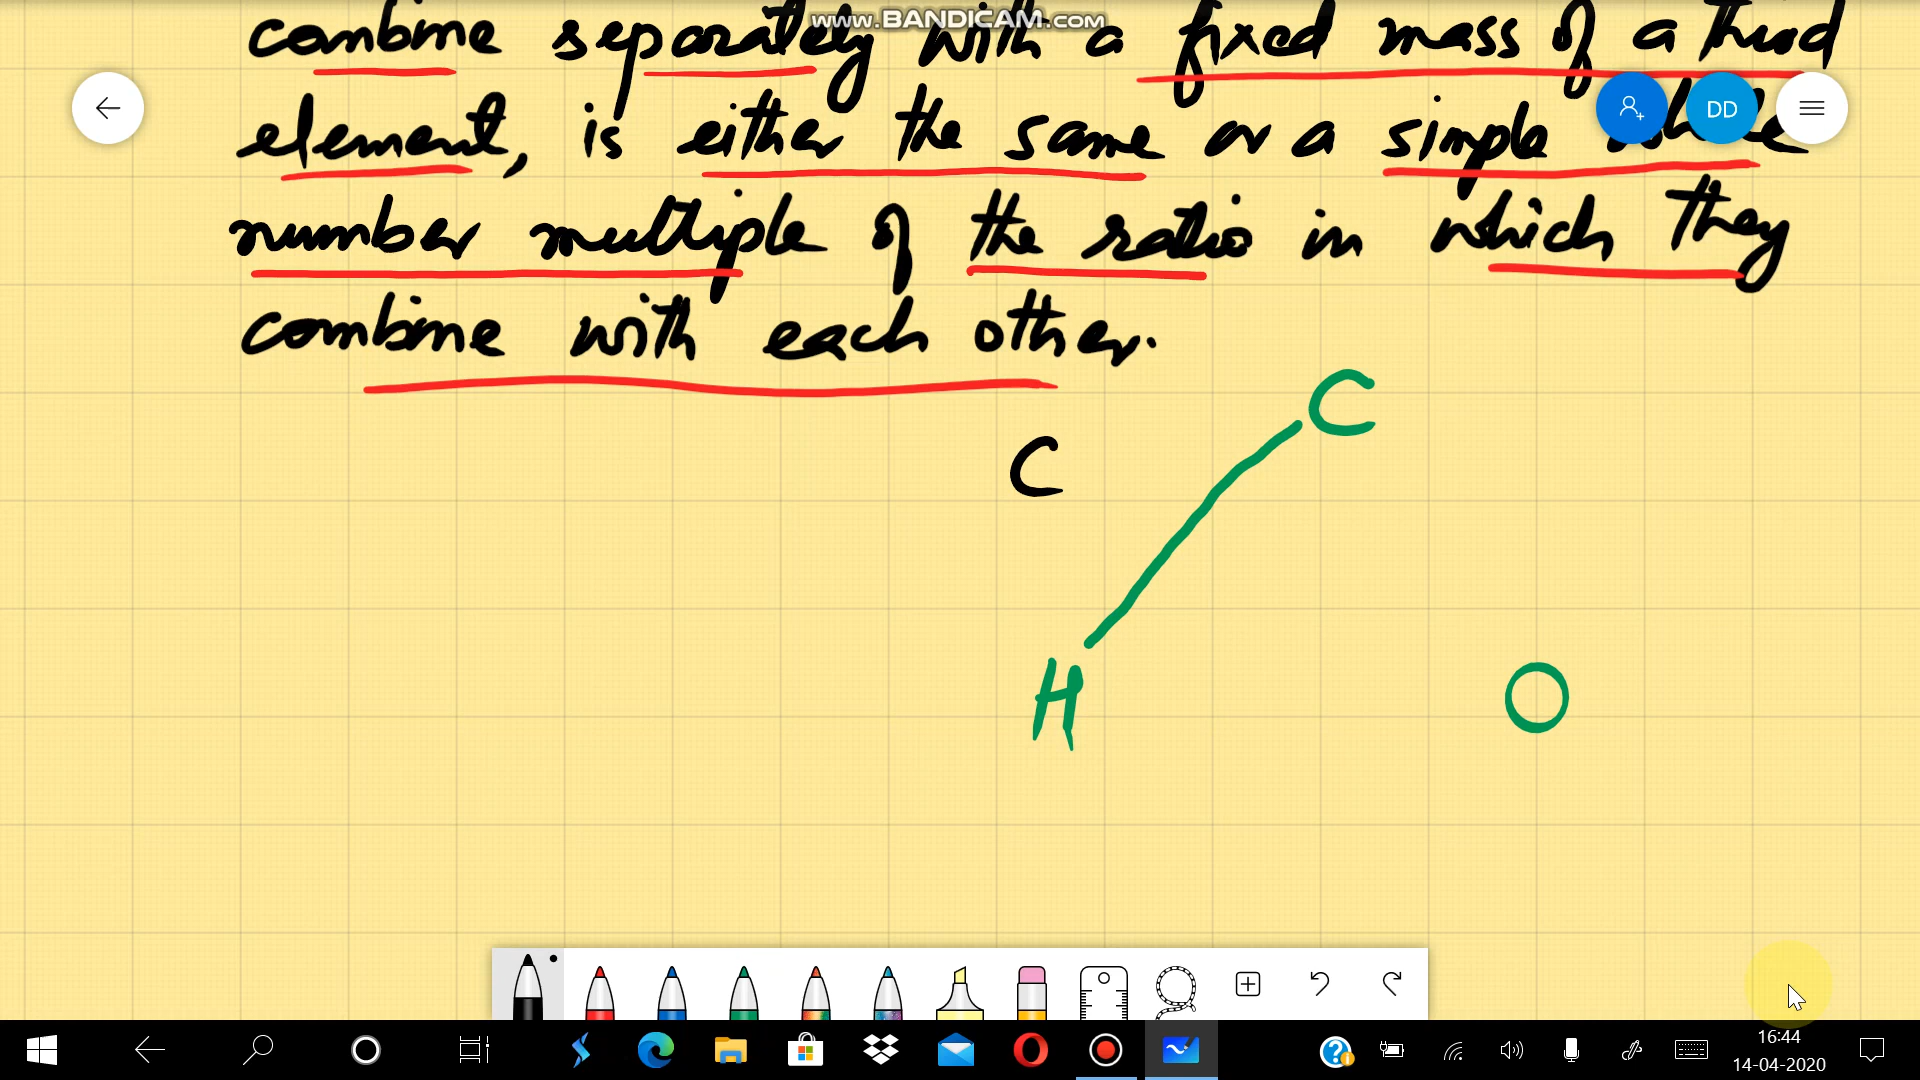 www.BANDICAM.com
combine separately with a fixed mass of a third
element, is either the same or a simple whole
number multiple of the ratio in which they
combine with each other.
C
C
H
O
DD
16:44
14-04-2020